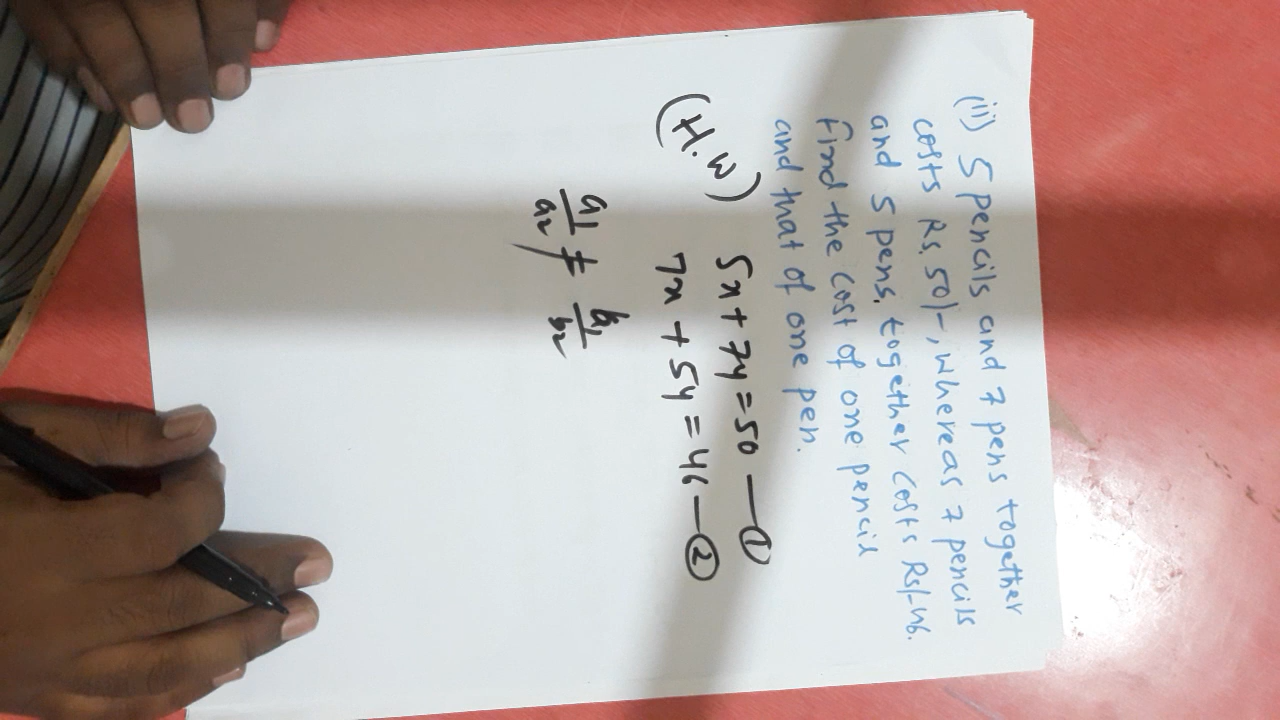 (ii) 5 pencils and 7 pens together
costs Rs. 50/-, whereas 7 pencils
and 5 pens together costs Rs/-46.
Find the cost of one pencil
and that of one pen.
(H.W) 5x + 7y = 50 — ①
7x + 5y = 46 — ②
a1/a2 ≠ b1/b2